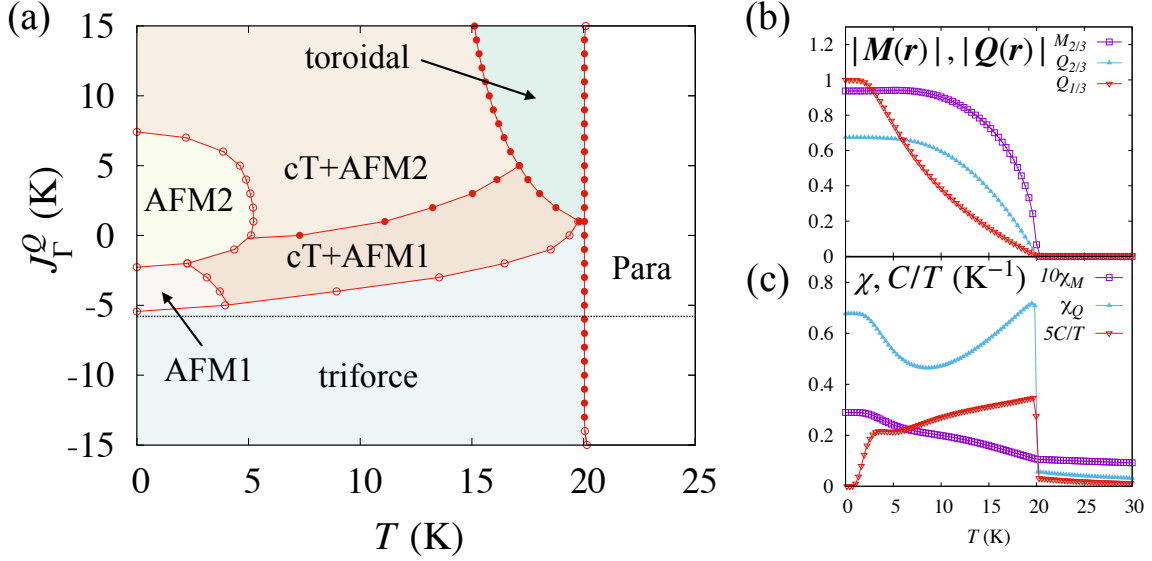 (a)
15
10
5
0
-5
-10
-15
J_Γ^Q (K)
toroidal
cT+AFM2
AFM2
cT+AFM1
AFM1
triforce
Para
0 5 10 15 20 25
T (K)
(b)
|M(r)|, |Q(r)|
M_{2/3}
Q_{2/3}
Q_{1/3}
1.2
1
0.8
0.6
0.4
0.2
0
(c)
χ, C/T (K⁻¹)
10χ_M
χ_Q
5C/T
0.8
0.6
0.4
0.2
0
0 5 10 15 20 25 30
T (K)